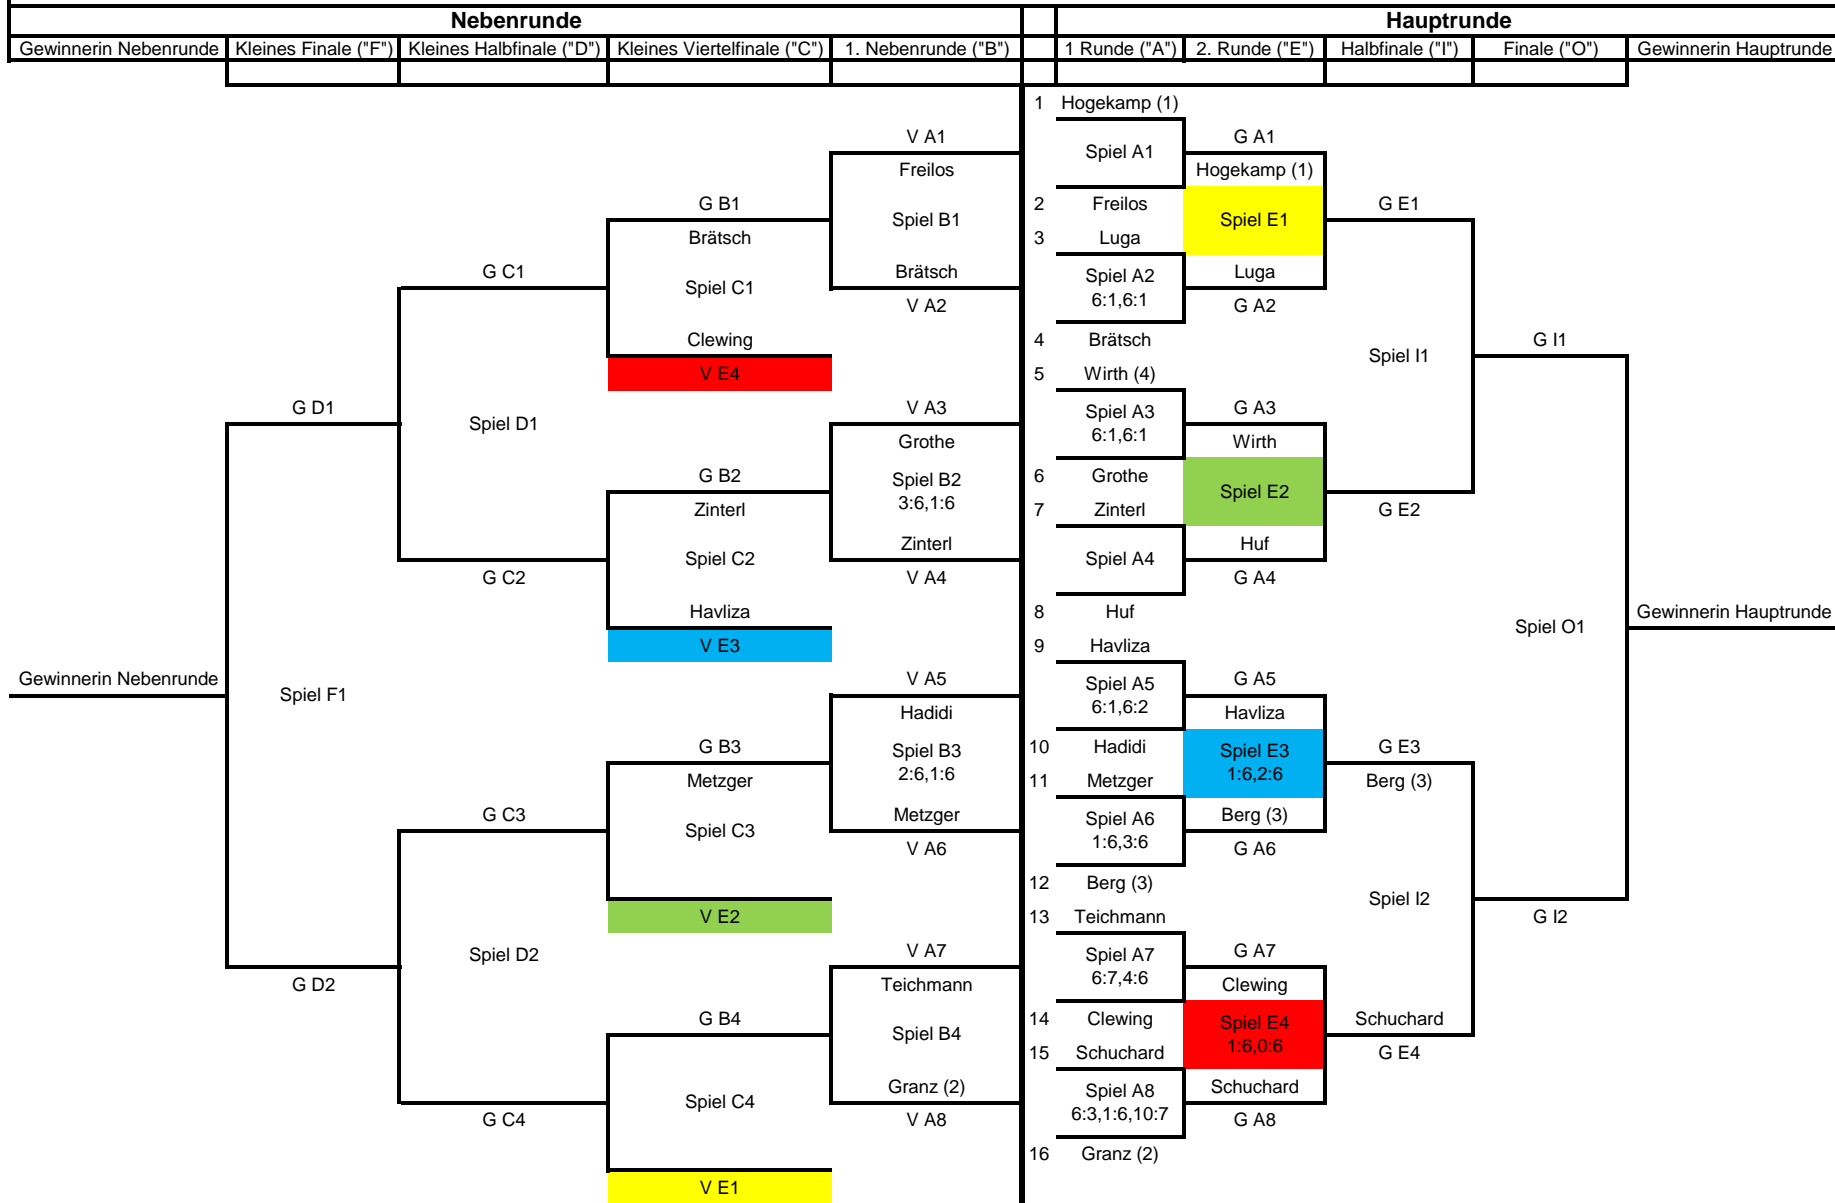 Nebenrunde Hauptrunde
Gewinnerin Nebenrunde Kleines Finale ("F") Kleines Halbfinale ("D") Kleines Viertelfinale ("C") 1. Nebenrunde ("B") 1 Runde ("A") 2. Runde ("E") Halbfinale ("I") Finale ("O") Gewinnerin Hauptrunde
1 Hogekamp (1)
V A1 G A1
Spiel A1
Freilos Hogekamp (1)
G B1 2 Freilos G E1
Spiel B1 Spiel E1
Brätsch 3 Luga
G C1 Brätsch Spiel A2 Luga
Spiel C1 6:1,6:1
V A2 G A2
Clewing 4 Brätsch G I1
Spiel I1
V E4 5 Wirth (4)
G D1 V A3 Spiel A3 G A3
Spiel D1 6:1,6:1
Grothe Wirth
G B2 Spiel B2 6 Grothe Spiel E2
3:6,1:6
Zinterl 7 Zinterl G E2
Zinterl Huf
Spiel C2 Spiel A4
G C2 V A4 G A4
Havliza 8 Huf Gewinnerin Hauptrunde
Spiel O1
V E3 9 Havliza
Gewinnerin Nebenrunde V A5 Spiel A5 G A5
Spiel F1 6:1,6:2
Hadidi Havliza
G B3 Spiel B3 10 Hadidi Spiel E3 G E3
2:6,1:6 1:6,2:6
Metzger 11 Metzger Berg (3)
G C3 Metzger Spiel A6 Berg (3)
Spiel C3 1:6,3:6
V A6 G A6
12 Berg (3)
Spiel I2
V E2 13 Teichmann G I2
V A7 Spiel A7 G A7
Spiel D2 6:7,4:6
G D2 Teichmann Clewing
G B4 14 Clewing Spiel E4 Schuchard
Spiel B4 1:6,0:6
15 Schuchard G E4
Granz (2) Spiel A8 Schuchard
Spiel C4 6:3,1:6,10:7
G C4 V A8 G A8
16 Granz (2)
V E1